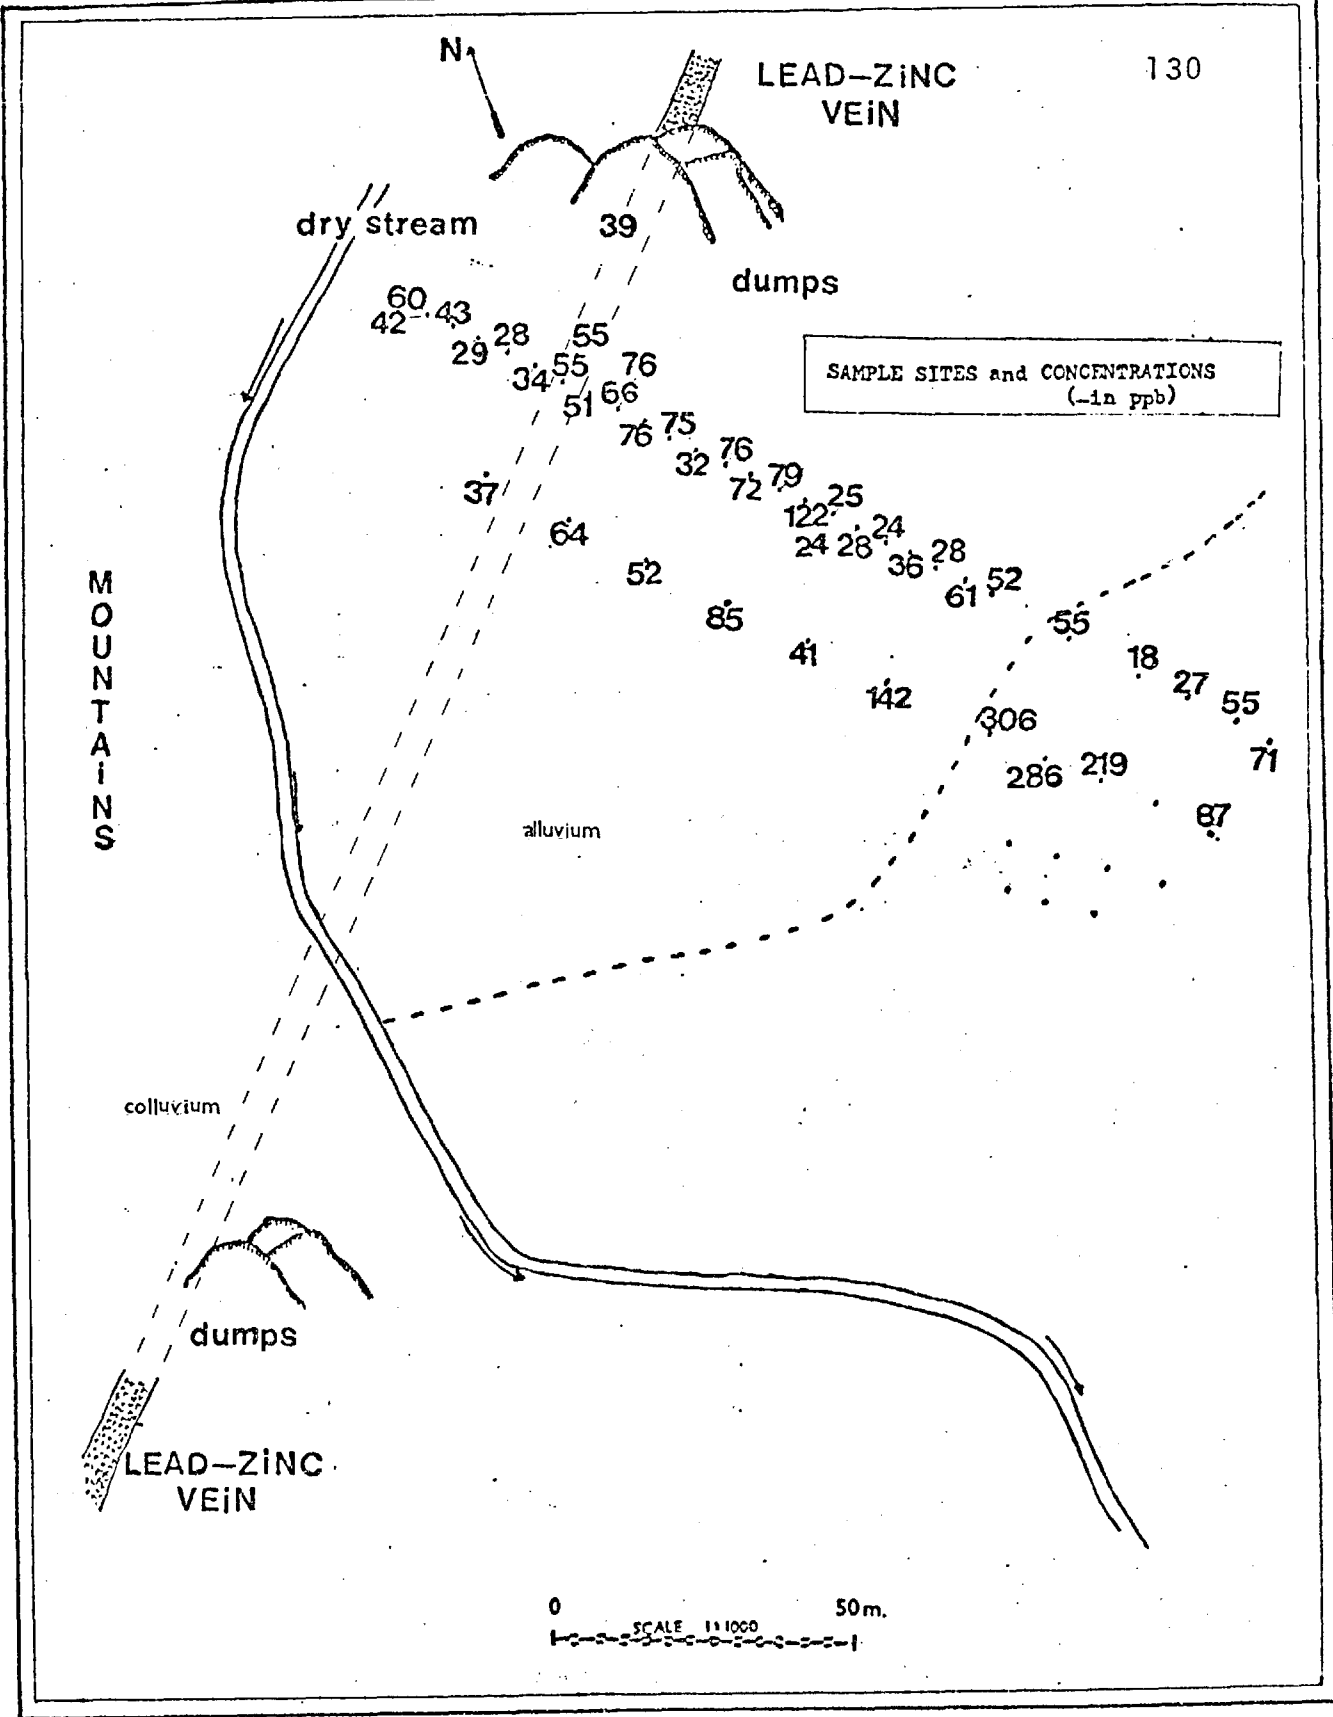 130
N
LEAD–ZiNC
VEiN
dry stream
39
dumps
60
42
43
29
28
34
55
55
51
66
76
76
75
32
76
72
79
122
25
24
28
24
36
28
61
52
55
18
27
55
71
SAMPLE SITES and CONCENTRATIONS
(-in ppb)
37
64
52
85
41
142
306
286
219
87
MOUNTAiNS
alluvium
colluvium
dumps
LEAD–ZiNC
VEiN
0
50m.
SCALE 1:1000